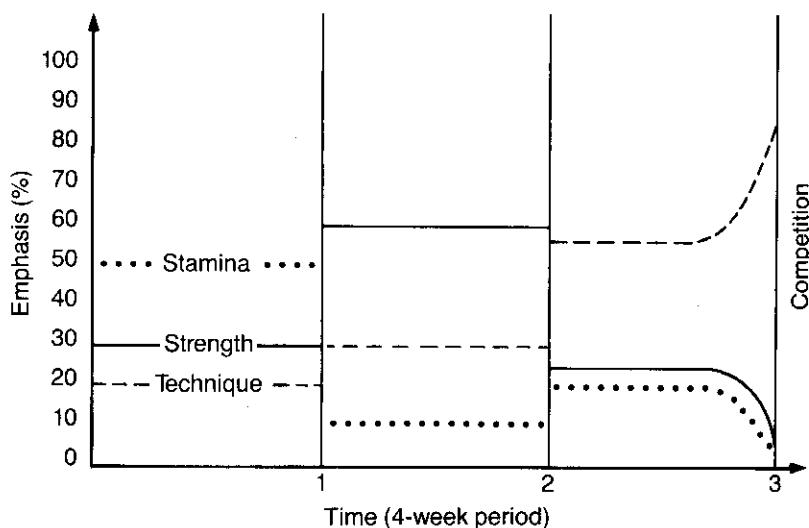 100
90
80
70
60
50
40
30
20
10
0
Emphasis (%)
Stamina
Strength
Technique
Competition
1
2
3
Time (4-week period)